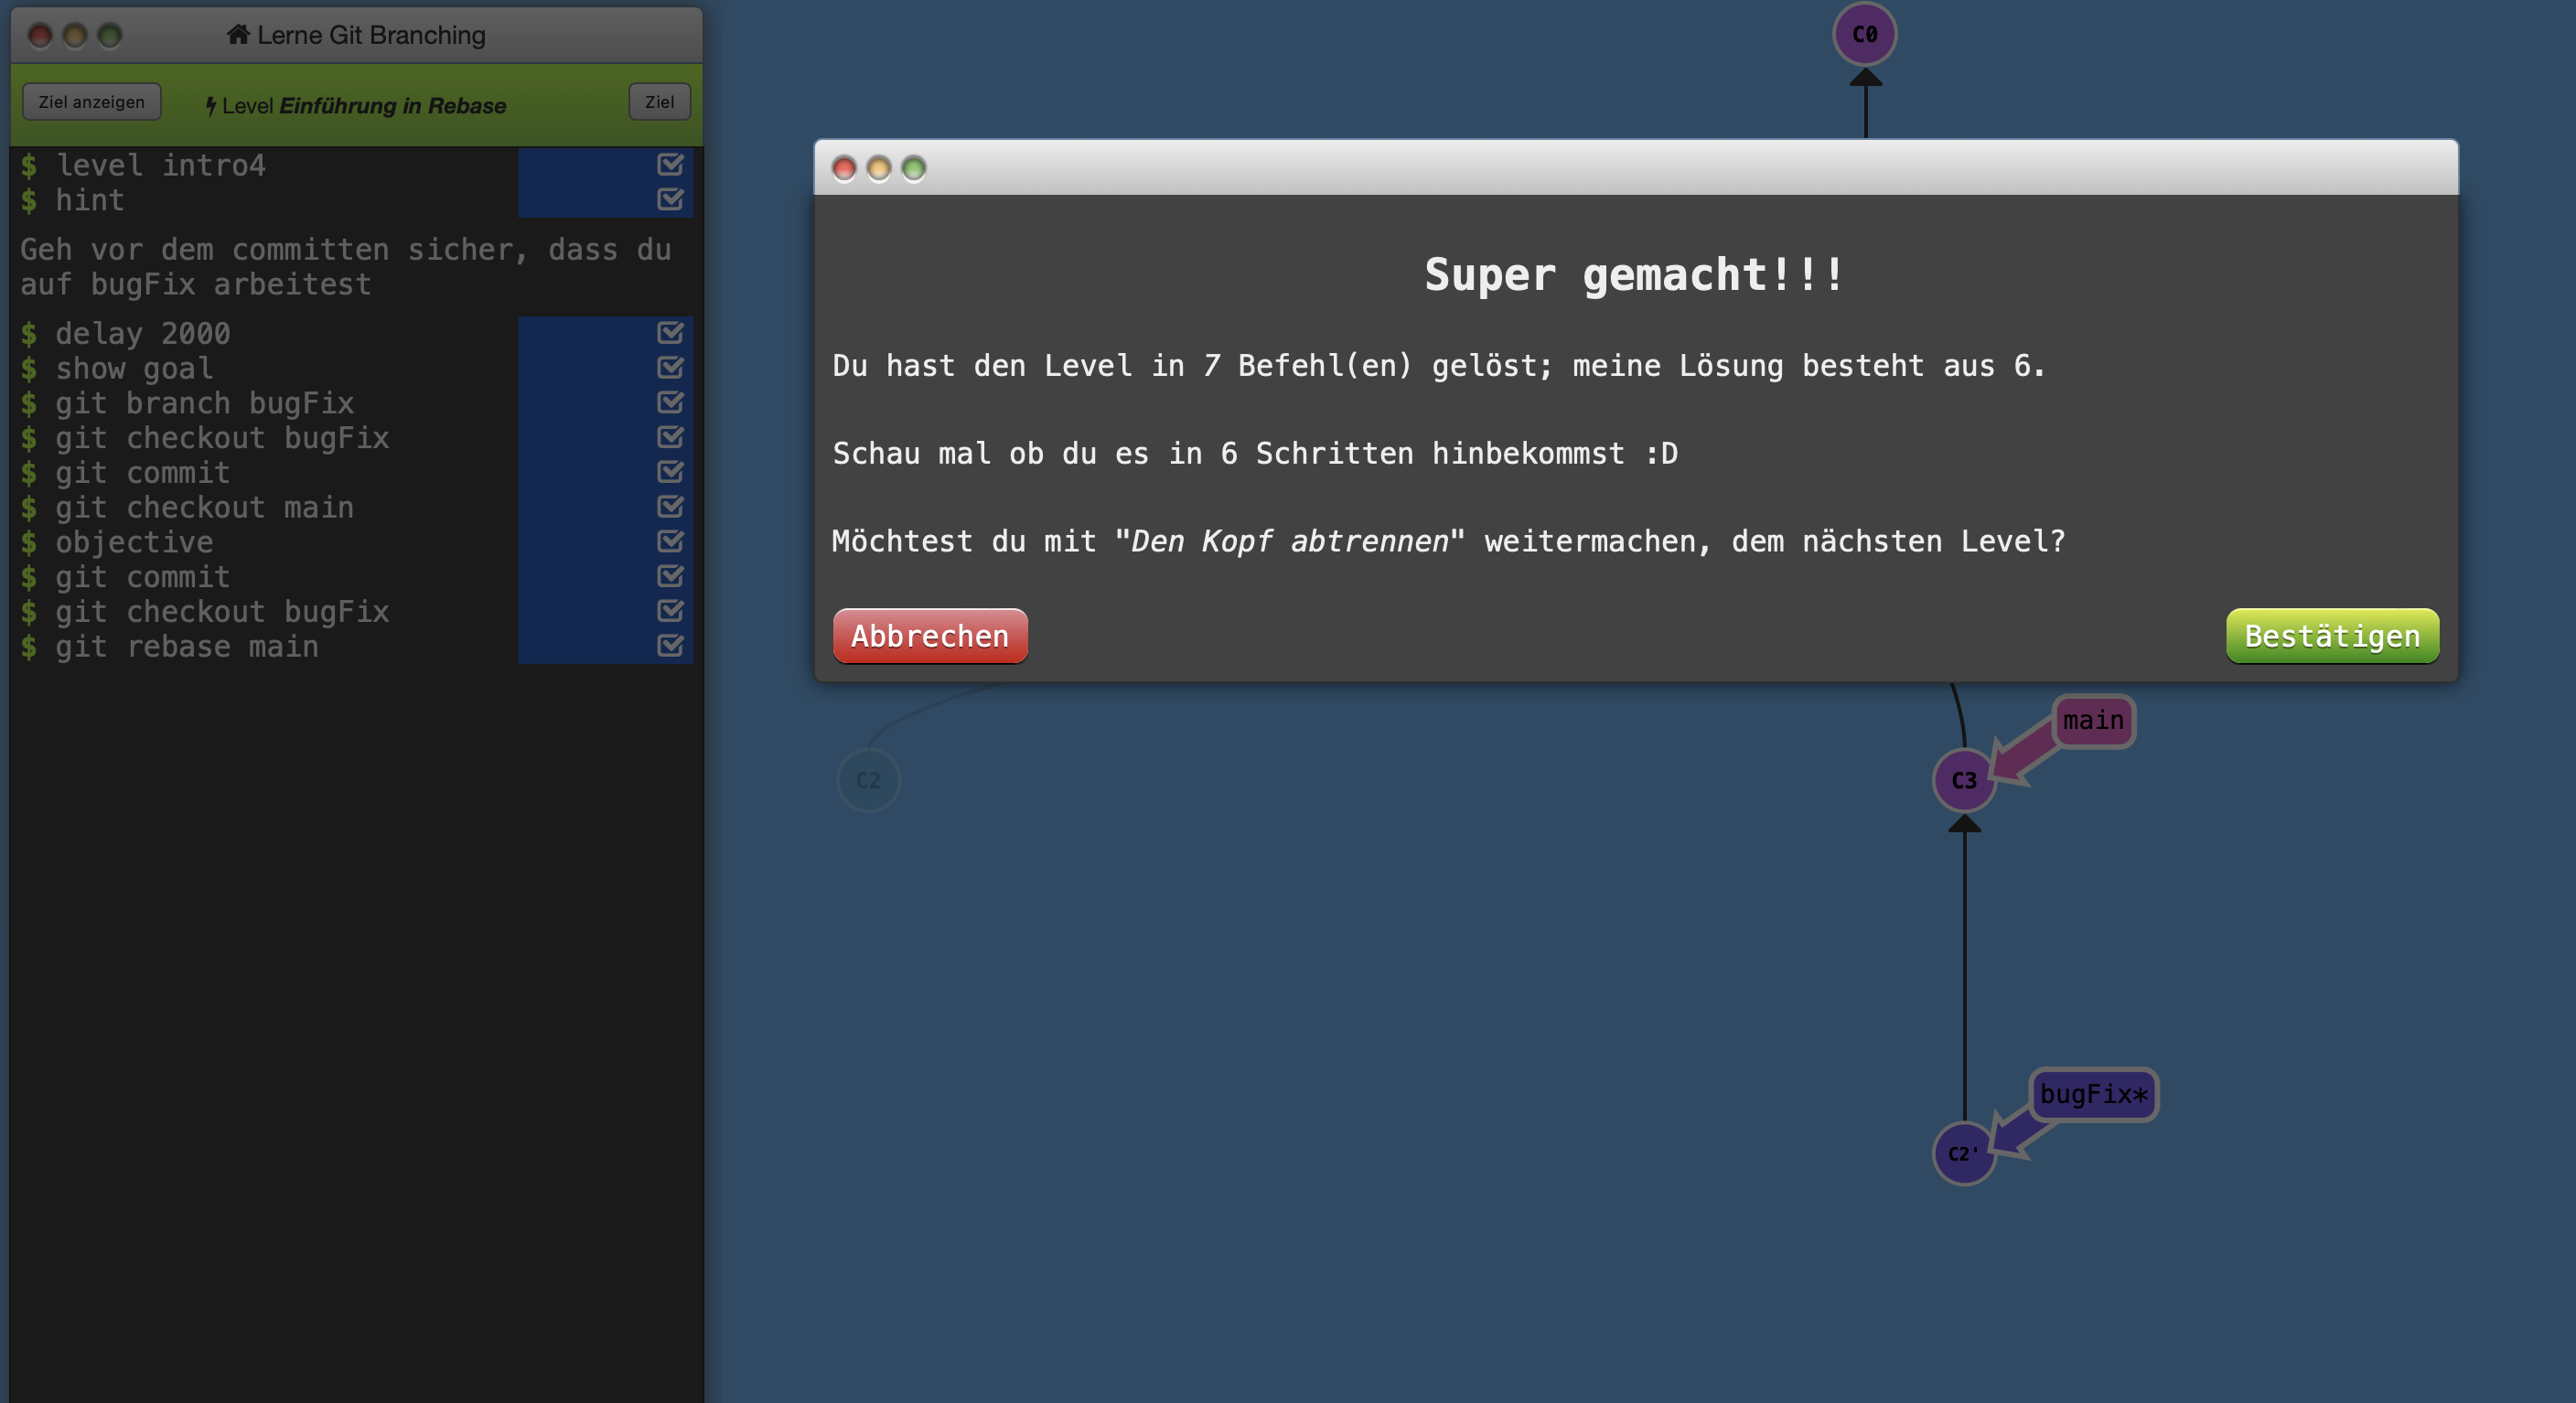 Lerne Git Branching
Ziel anzeigen
Level Einführung in Rebase
Ziel
$ level intro4
$ hint
Geh vor dem committen sicher, dass du
auf bugFix arbeitest
$ delay 2000
$ show goal
$ git branch bugFix
$ git checkout bugFix
$ git commit
$ git checkout main
$ objective
$ git commit
$ git checkout bugFix
$ git rebase main
C0
Super gemacht!!!
Du hast den Level in 7 Befehl(en) gelöst; meine Lösung besteht aus 6.
Schau mal ob du es in 6 Schritten hinbekommst :D
Möchtest du mit "Den Kopf abtrennen" weitermachen, dem nächsten Level?
Abbrechen
Bestätigen
main
C2
C3
bugFix*
C2'